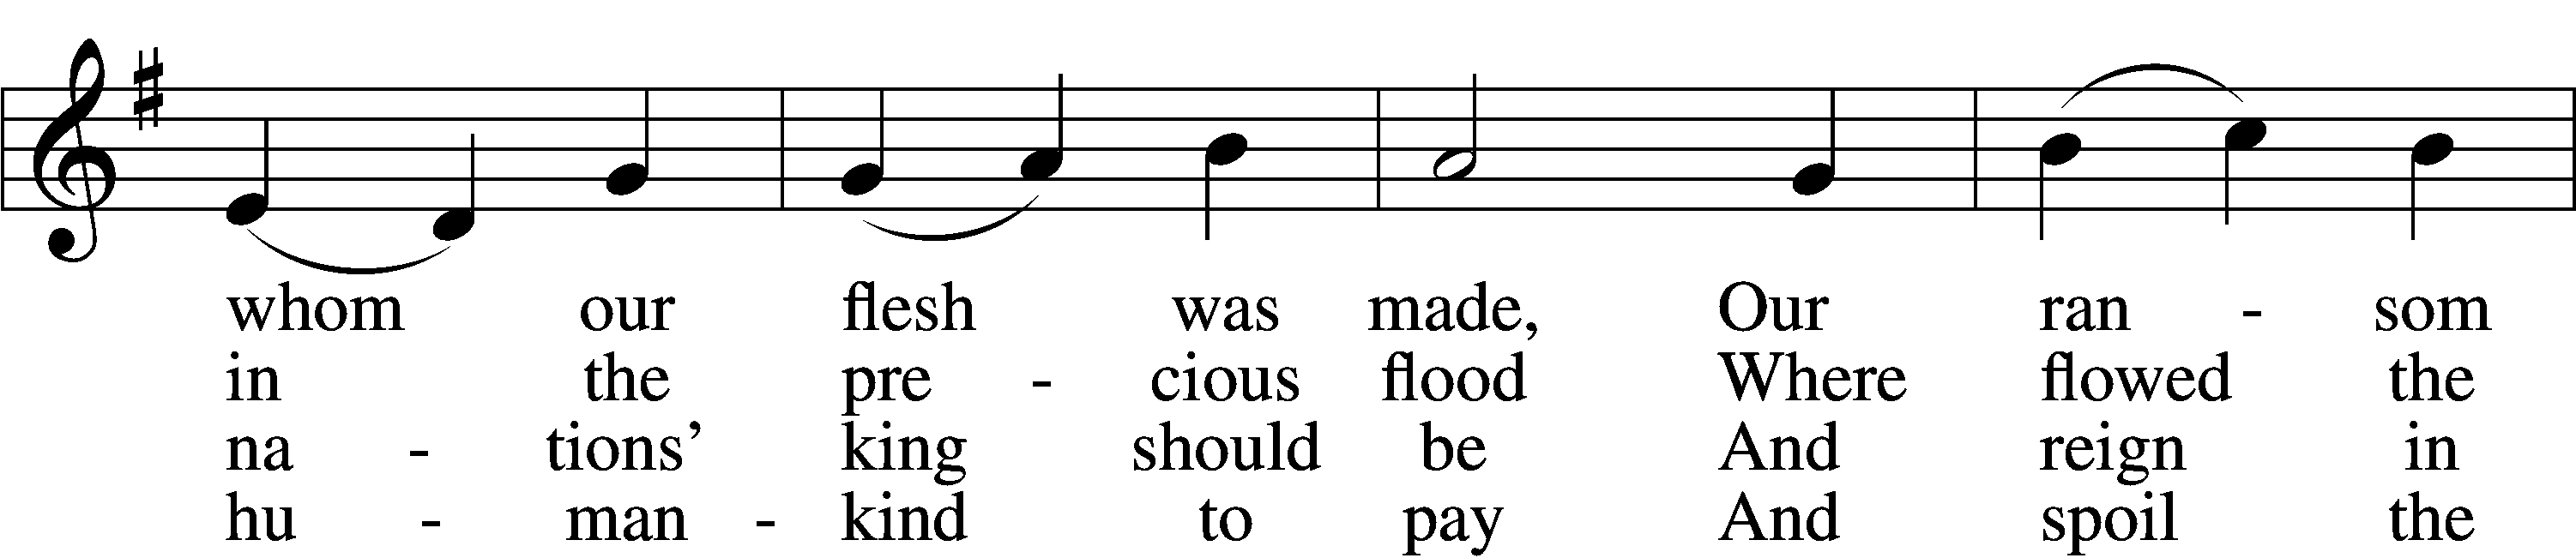 whom our flesh was made, Our ran - som
in the pre - cious flood Where flowed the
na - tions’ king should be And reign in
hu - man - kind to pay And spoil the